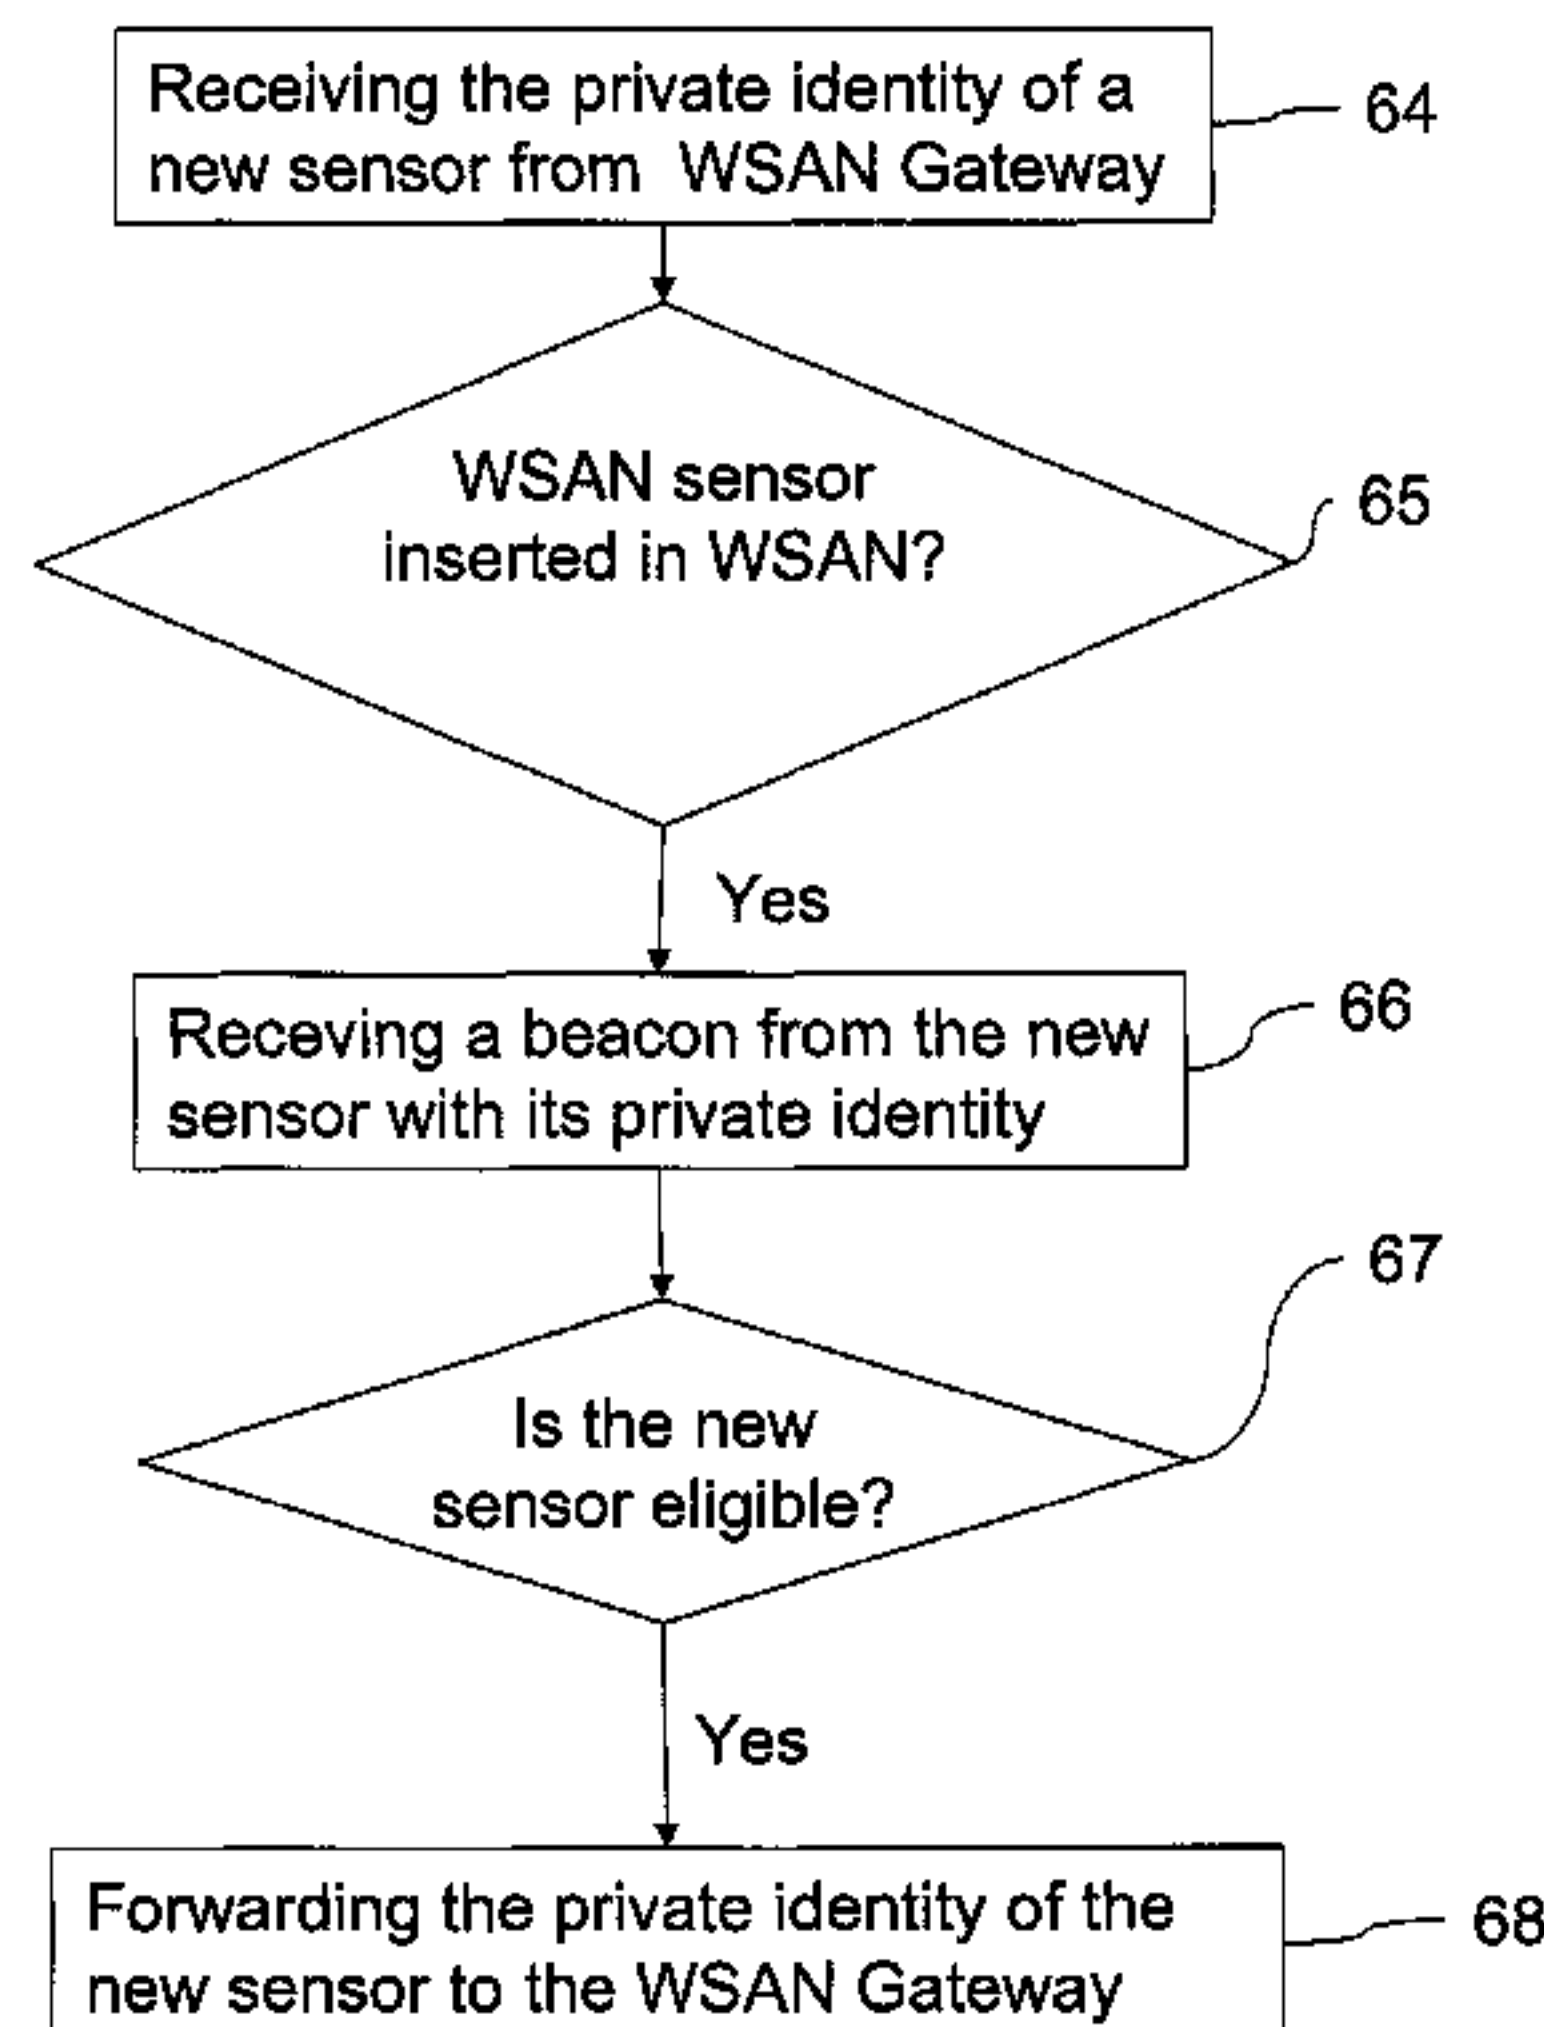 Receiving the private identity of a
new sensor from WSAN Gateway
64
WSAN sensor
inserted in WSAN?
65
Yes
Receving a beacon from the new
sensor with its private identity
66
Is the new
sensor eligible?
67
Yes
Forwarding the private identity of the
new sensor to the WSAN Gateway
68